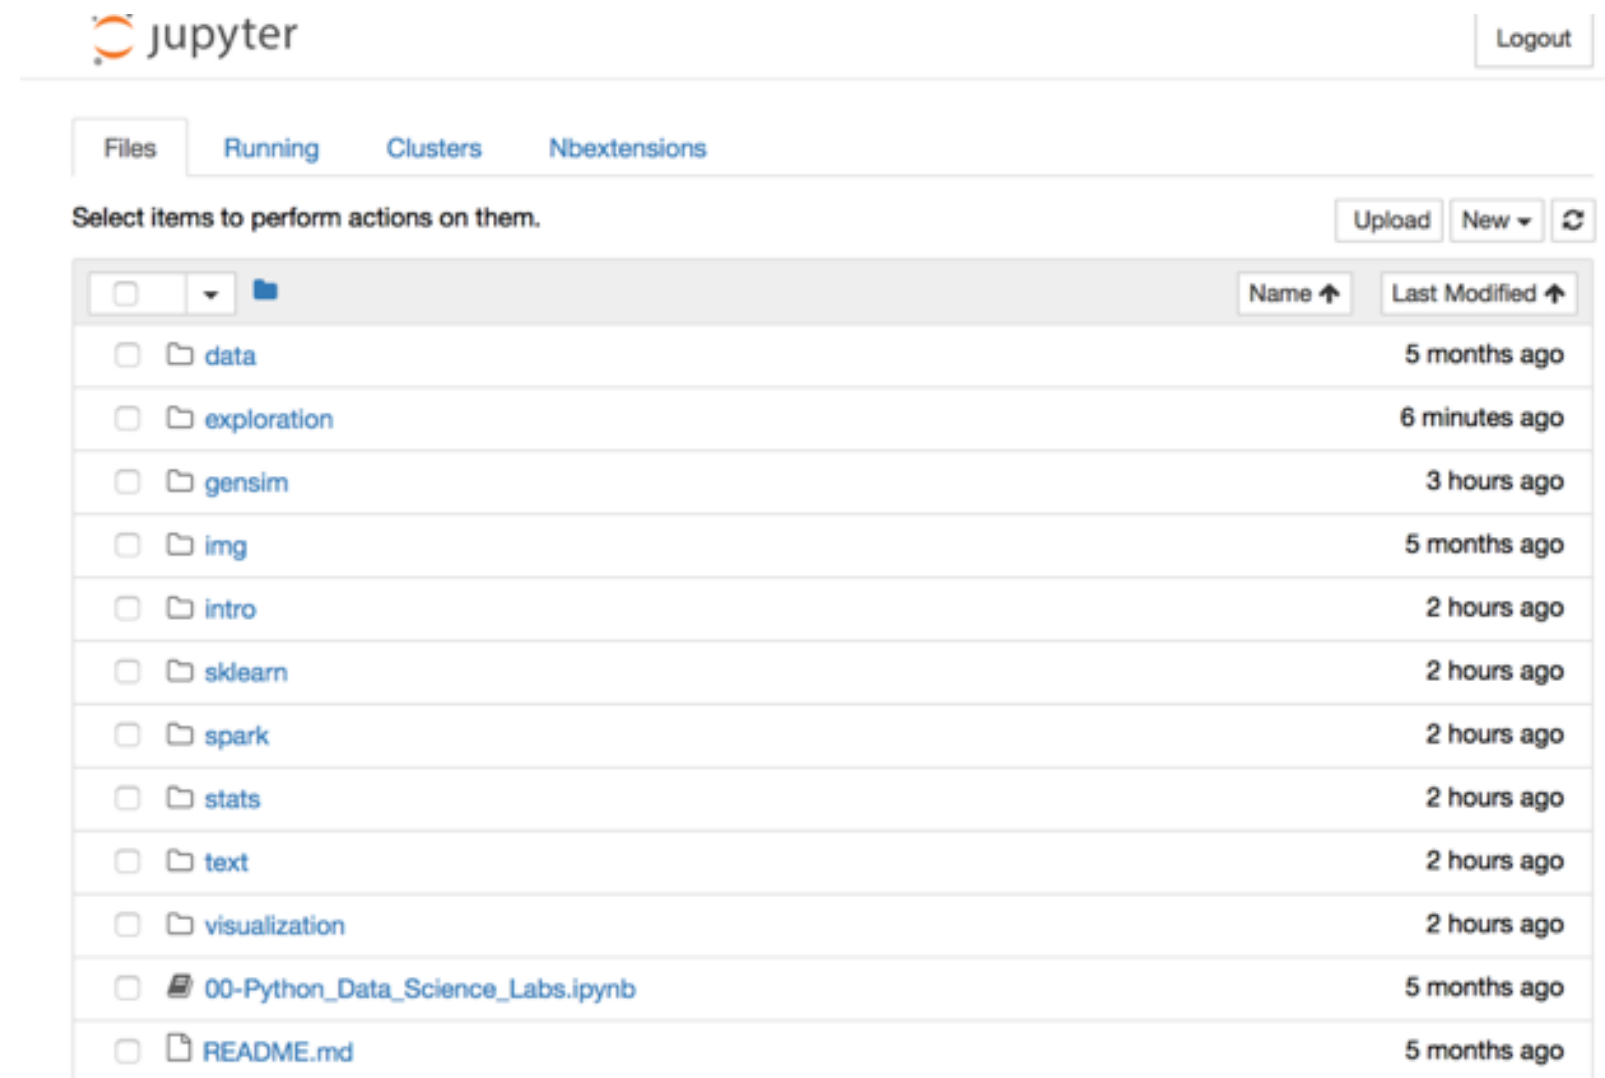 jupyter Logout
Files Running Clusters Nbextensions
Select items to perform actions on them. Upload New
Name Last Modified
data 5 months ago
exploration 6 minutes ago
gensim 3 hours ago
img 5 months ago
intro 2 hours ago
sklearn 2 hours ago
spark 2 hours ago
stats 2 hours ago
text 2 hours ago
visualization 2 hours ago
00-Python_Data_Science_Labs.ipynb 5 months ago
README.md 5 months ago